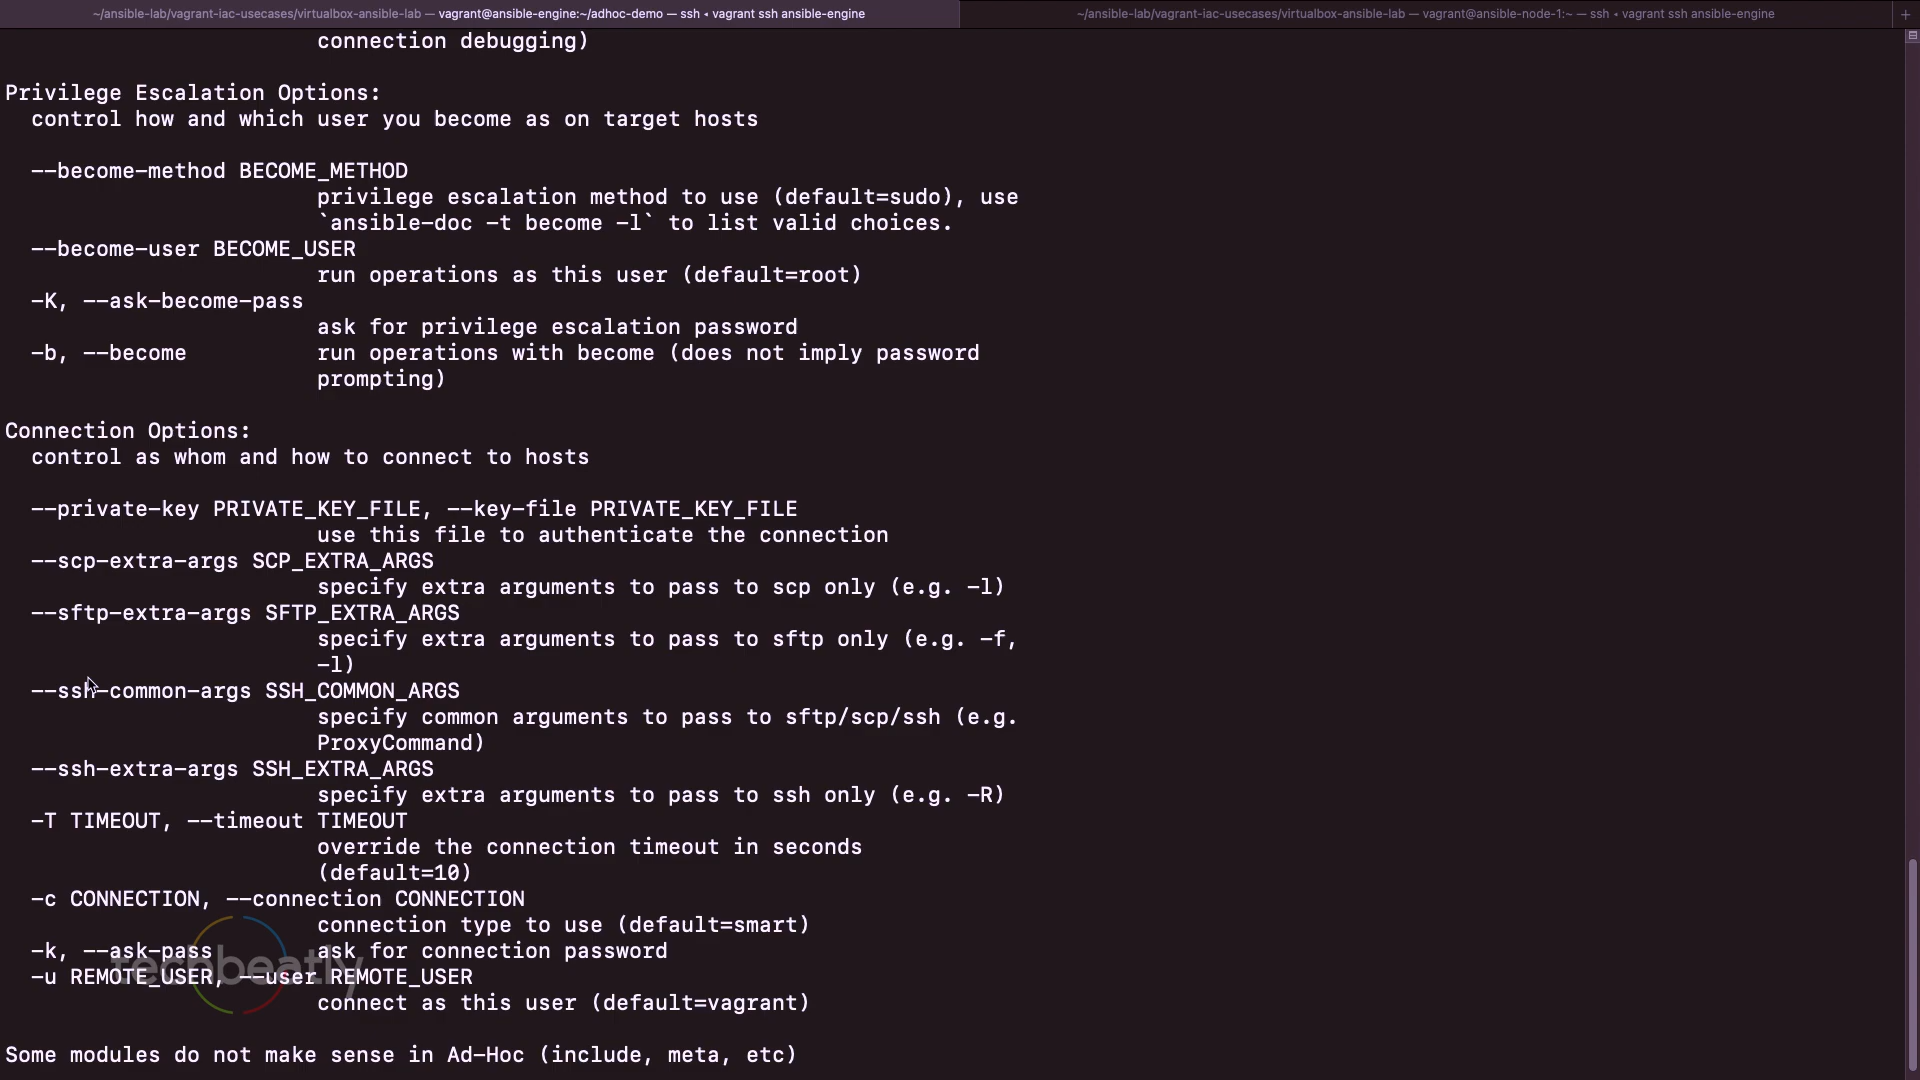 ~/ansible-lab/vagrant-iac-usecases/virtualbox-ansible-lab — vagrant@ansible-engine:~/adhoc-demo — ssh ◂ vagrant ssh ansible-engine
~/ansible-lab/vagrant-iac-usecases/virtualbox-ansible-lab — vagrant@ansible-node-1:~ — ssh ◂ vagrant ssh ansible-engine
+
connection debugging)
Privilege Escalation Options:
control how and which user you become as on target hosts
--become-method BECOME_METHOD
privilege escalation method to use (default=sudo), use
`ansible-doc -t become -l` to list valid choices.
--become-user BECOME_USER
run operations as this user (default=root)
-K, --ask-become-pass
ask for privilege escalation password
-b, --become run operations with become (does not imply password
prompting)
Connection Options:
control as whom and how to connect to hosts
--private-key PRIVATE_KEY_FILE, --key-file PRIVATE_KEY_FILE
use this file to authenticate the connection
--scp-extra-args SCP_EXTRA_ARGS
specify extra arguments to pass to scp only (e.g. -l)
--sftp-extra-args SFTP_EXTRA_ARGS
specify extra arguments to pass to sftp only (e.g. -f,
-l)
--ssh-common-args SSH_COMMON_ARGS
specify common arguments to pass to sftp/scp/ssh (e.g.
ProxyCommand)
--ssh-extra-args SSH_EXTRA_ARGS
specify extra arguments to pass to ssh only (e.g. -R)
-T TIMEOUT, --timeout TIMEOUT
override the connection timeout in seconds
(default=10)
-c CONNECTION, --connection CONNECTION
connection type to use (default=smart)
-k, --ask-pass ask for connection password
techbeatly
-u REMOTE_USER, --user REMOTE_USER
connect as this user (default=vagrant)
Some modules do not make sense in Ad-Hoc (include, meta, etc)